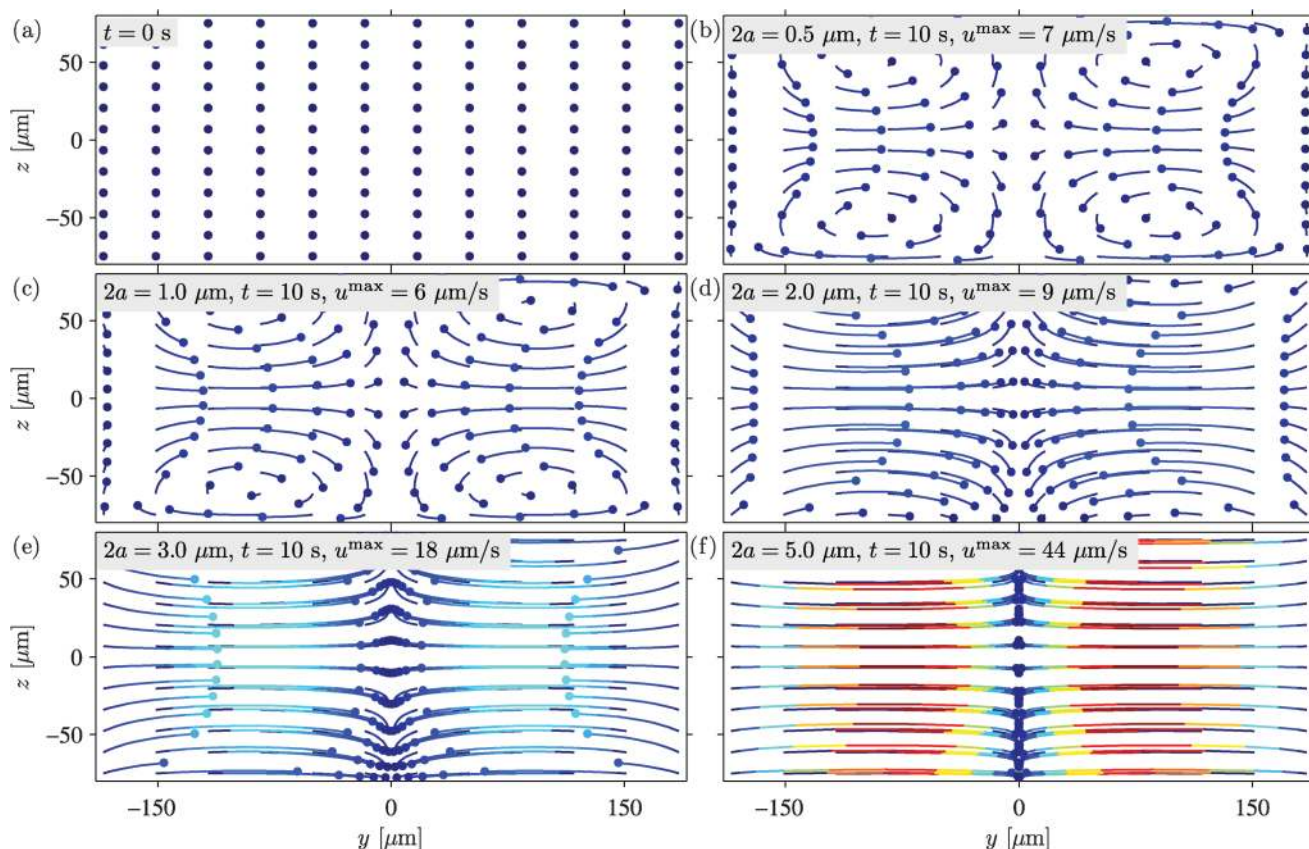 (a) t = 0 s
(b) 2a = 0.5 μm, t = 10 s, u^max = 7 μm/s
50
0
−50
z [μm]
(c) 2a = 1.0 μm, t = 10 s, u^max = 6 μm/s
(d) 2a = 2.0 μm, t = 10 s, u^max = 9 μm/s
50
0
−50
z [μm]
(e) 2a = 3.0 μm, t = 10 s, u^max = 18 μm/s
(f) 2a = 5.0 μm, t = 10 s, u^max = 44 μm/s
50
0
−50
z [μm]
−150 0 150
−150 0 150
y [μm]
y [μm]